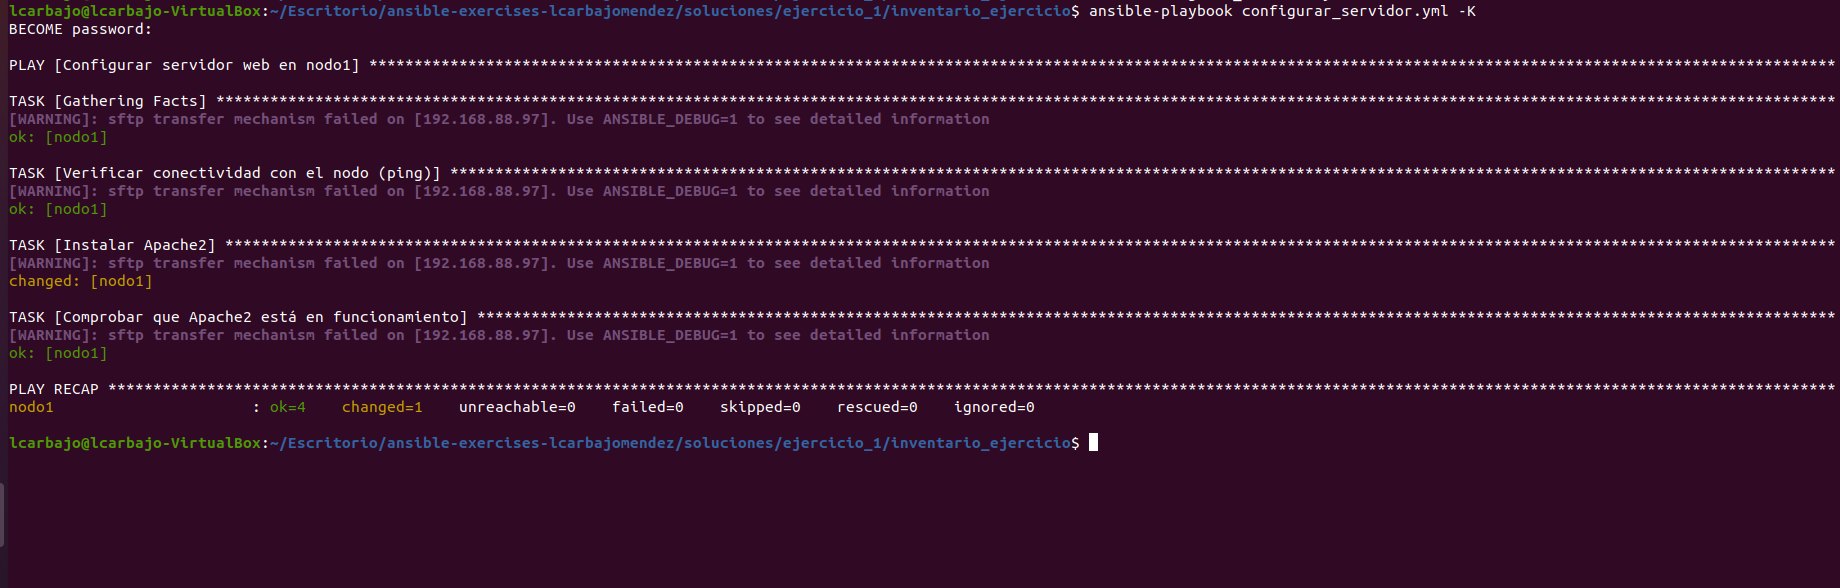 lcarbajo@lcarbajo-VirtualBox:~/Escritorio/ansible-exercises-lcarbajomendez/soluciones/ejercicio_1/inventario_ejercicio$ ansible-playbook configurar_servidor.yml -K
BECOME password:
PLAY [Configurar servidor web en nodo1] ***************************************************************************************************************************************************************************
TASK [Gathering Facts] ********************************************************************************************************************************************************************************************
[WARNING]: sftp transfer mechanism failed on [192.168.88.97]. Use ANSIBLE_DEBUG=1 to see detailed information
ok: [nodo1]
TASK [Verificar conectividad con el nodo (ping)] ******************************************************************************************************************************************************************
[WARNING]: sftp transfer mechanism failed on [192.168.88.97]. Use ANSIBLE_DEBUG=1 to see detailed information
ok: [nodo1]
TASK [Instalar Apache2] *******************************************************************************************************************************************************************************************
[WARNING]: sftp transfer mechanism failed on [192.168.88.97]. Use ANSIBLE_DEBUG=1 to see detailed information
changed: [nodo1]
TASK [Comprobar que Apache2 está en funcionamiento] ***************************************************************************************************************************************************************
[WARNING]: sftp transfer mechanism failed on [192.168.88.97]. Use ANSIBLE_DEBUG=1 to see detailed information
ok: [nodo1]
PLAY RECAP ********************************************************************************************************************************************************************************************************
nodo1                      : ok=4    changed=1    unreachable=0    failed=0    skipped=0    rescued=0    ignored=0
lcarbajo@lcarbajo-VirtualBox:~/Escritorio/ansible-exercises-lcarbajomendez/soluciones/ejercicio_1/inventario_ejercicio$